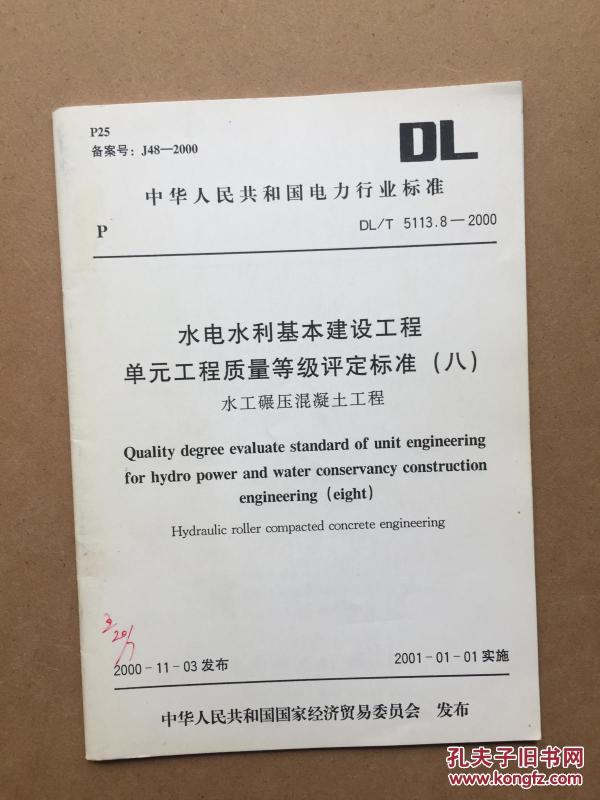 P25
备案号：J48—2000
DL
中华人民共和国电力行业标准
P
DL/T 5113.8—2000
水电水利基本建设工程
单元工程质量等级评定标准（八）
水工碾压混凝土工程
Quality degree evaluate standard of unit engineering
for hydro power and water conservancy construction
engineering (eight)
Hydraulic roller compacted concrete engineering
2000-11-03发布
2001-01-01实施
中华人民共和国国家经济贸易委员会 发布
孔夫子旧书网
www.kongfz.com